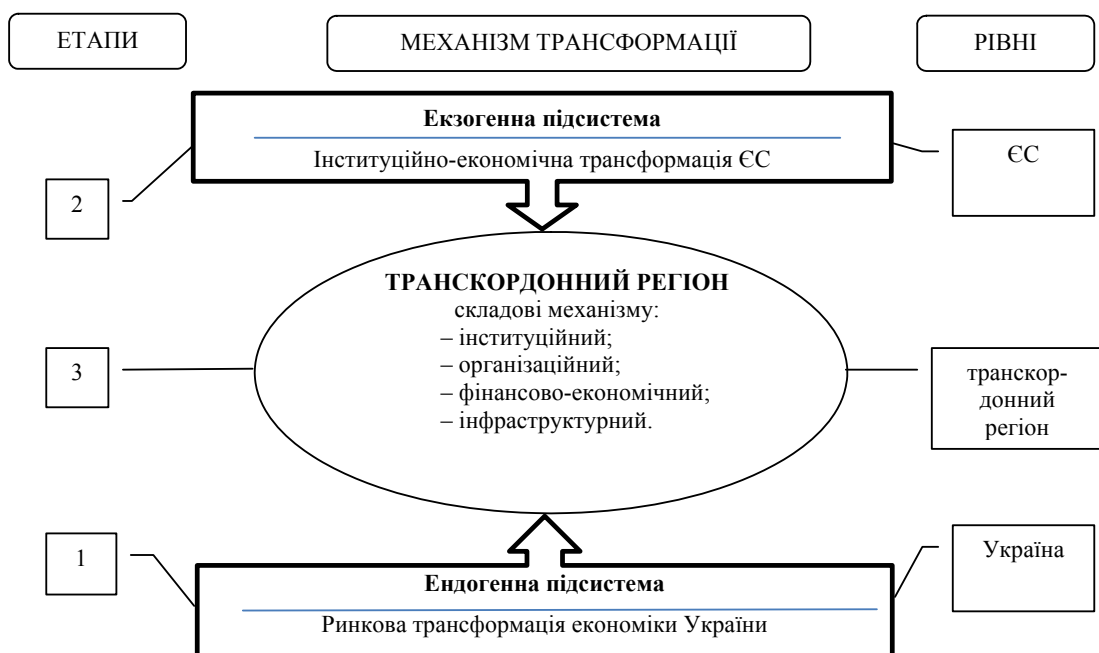 ЕТАПИ
МЕХАНІЗМ ТРАНСФОРМАЦІЇ
РІВНІ
Екзогенна підсистема
Інституційно-економічна трансформація ЄС
ЄС
2
ТРАНСКОРДОННИЙ РЕГІОН
складові механізму:
– інституційний;
– організаційний;
– фінансово-економічний;
– інфраструктурний.
3
транскор-
донний
регіон
1
Ендогенна підсистема
Ринкова трансформація економіки України
Україна